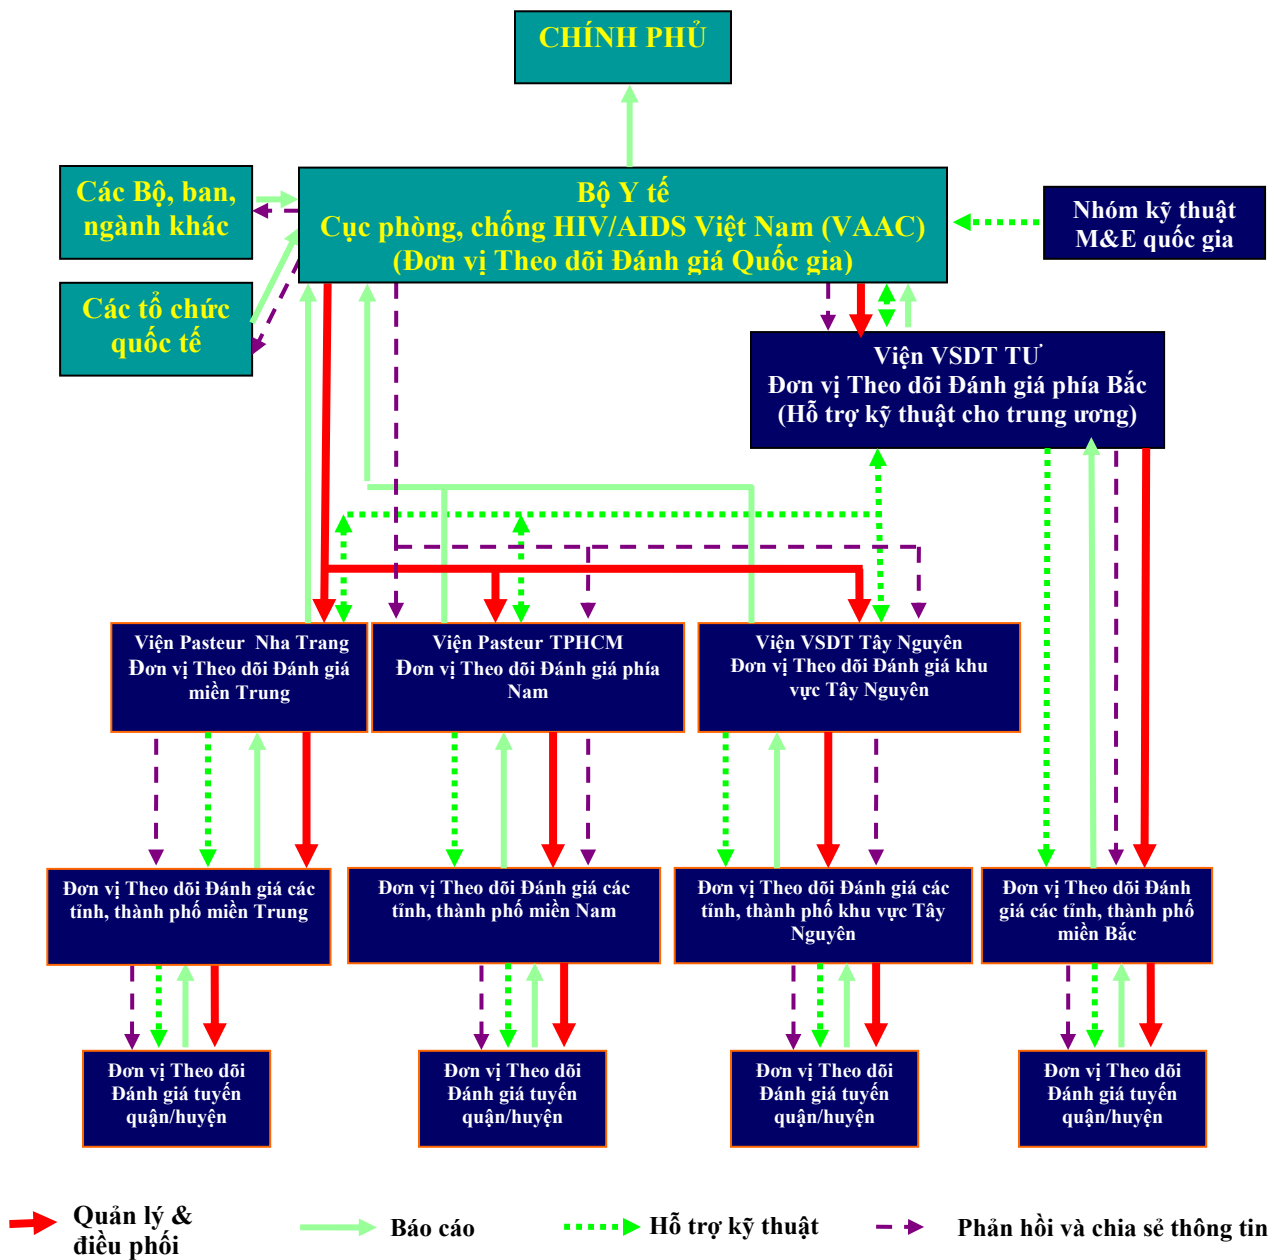 CHÍNH PHỦ
Các Bộ, ban,
ngành khác
Bộ Y tế
Cục phòng, chống HIV/AIDS Việt Nam (VAAC)
(Đơn vị Theo dõi Đánh giá Quốc gia)
Nhóm kỹ thuật
M&E quốc gia
Các tổ chức
quốc tế
Viện VSDT TƯ
Đơn vị Theo dõi Đánh giá phía Bắc
(Hỗ trợ kỹ thuật cho trung ương)
Viện Pasteur Nha Trang
Đơn vị Theo dõi Đánh giá
miền Trung
Viện Pasteur TPHCM
Đơn vị Theo dõi Đánh giá phía
Nam
Viện VSDT Tây Nguyên
Đơn vị Theo dõi Đánh giá khu
vực Tây Nguyên
Đơn vị Theo dõi Đánh giá các
tỉnh, thành phố miền Trung
Đơn vị Theo dõi Đánh giá các
tỉnh, thành phố miền Nam
Đơn vị Theo dõi Đánh giá các
tỉnh, thành phố khu vực Tây
Nguyên
Đơn vị Theo dõi Đánh
giá các tỉnh, thành phố
miền Bắc
Đơn vị Theo dõi
Đánh giá tuyến
quận/huyện
Đơn vị Theo dõi
Đánh giá tuyến
quận/huyện
Đơn vị Theo dõi
Đánh giá tuyến
quận/huyện
Đơn vị Theo dõi
Đánh giá tuyến
quận/huyện
Quản lý &
điều phối
Báo cáo
Hỗ trợ kỹ thuật
Phản hồi và chia sẻ thông tin